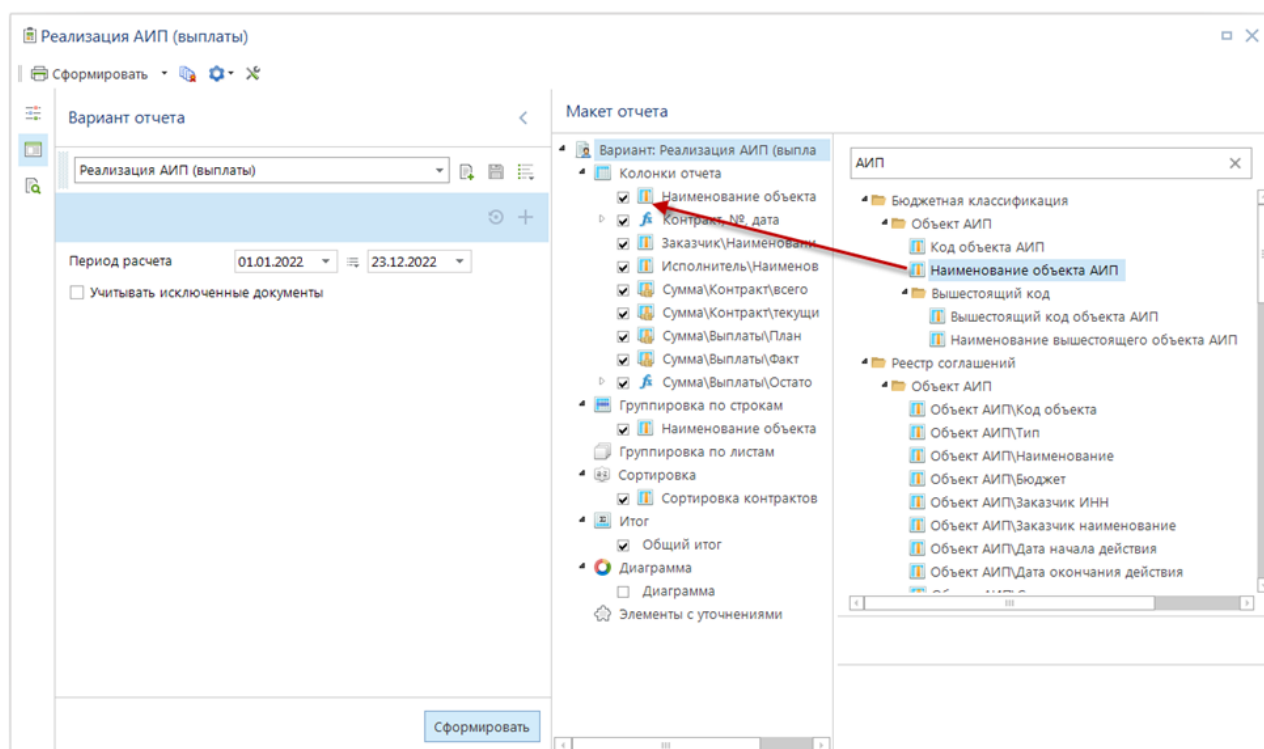 Реализация АИП (выплаты)
Сформировать
Вариант отчета
Реализация АИП (выплаты)
Период расчета 01.01.2022 23.12.2022
Учитывать исключенные документы
Сформировать
Макет отчета
Вариант: Реализация АИП (выпла
Колонки отчета
Наименование объекта
Контракт, №, дата
Заказчик\Наименовани
Исполнитель\Наименов
Сумма\Контракт\всего
Сумма\Контракт\текущи
Сумма\Выплаты\План
Сумма\Выплаты\Факт
Сумма\Выплаты\Остато
Группировка по строкам
Наименование объекта
Группировка по листам
Сортировка
Сортировка контрактов
Итог
Общий итог
Диаграмма
Диаграмма
Элементы с уточнениями
АИП
Бюджетная классификация
Объект АИП
Код объекта АИП
Наименование объекта АИП
Вышестоящий код
Вышестоящий код объекта АИП
Наименование вышестоящего объекта АИП
Реестр соглашений
Объект АИП
Объект АИП\Код объекта
Объект АИП\Тип
Объект АИП\Наименование
Объект АИП\Бюджет
Объект АИП\Заказчик ИНН
Объект АИП\Заказчик наименование
Объект АИП\Дата начала действия
Объект АИП\Дата окончания действия